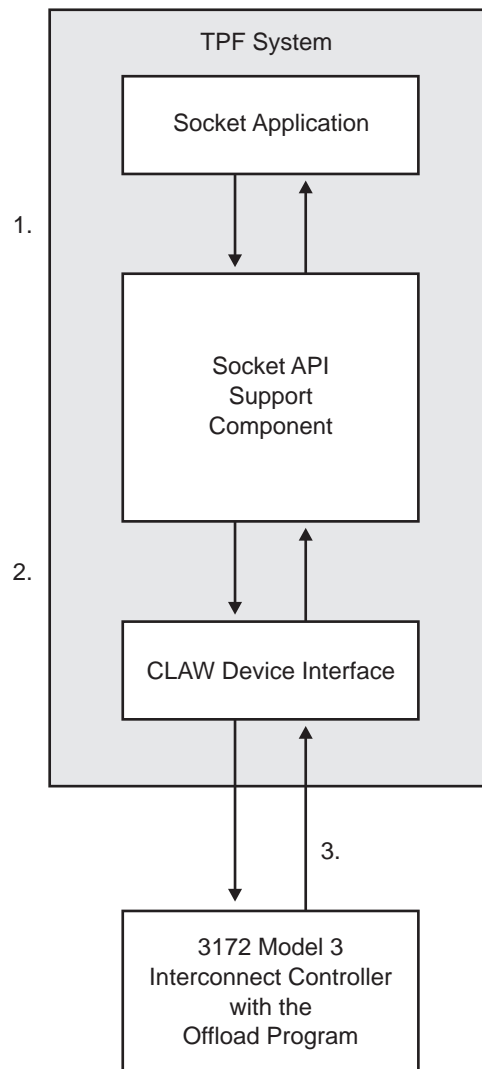 TPF System
Socket Application
1.
Socket API
Support
Component
2.
CLAW Device Interface
3.
3172 Model 3
Interconnect Controller
with the
Offload Program